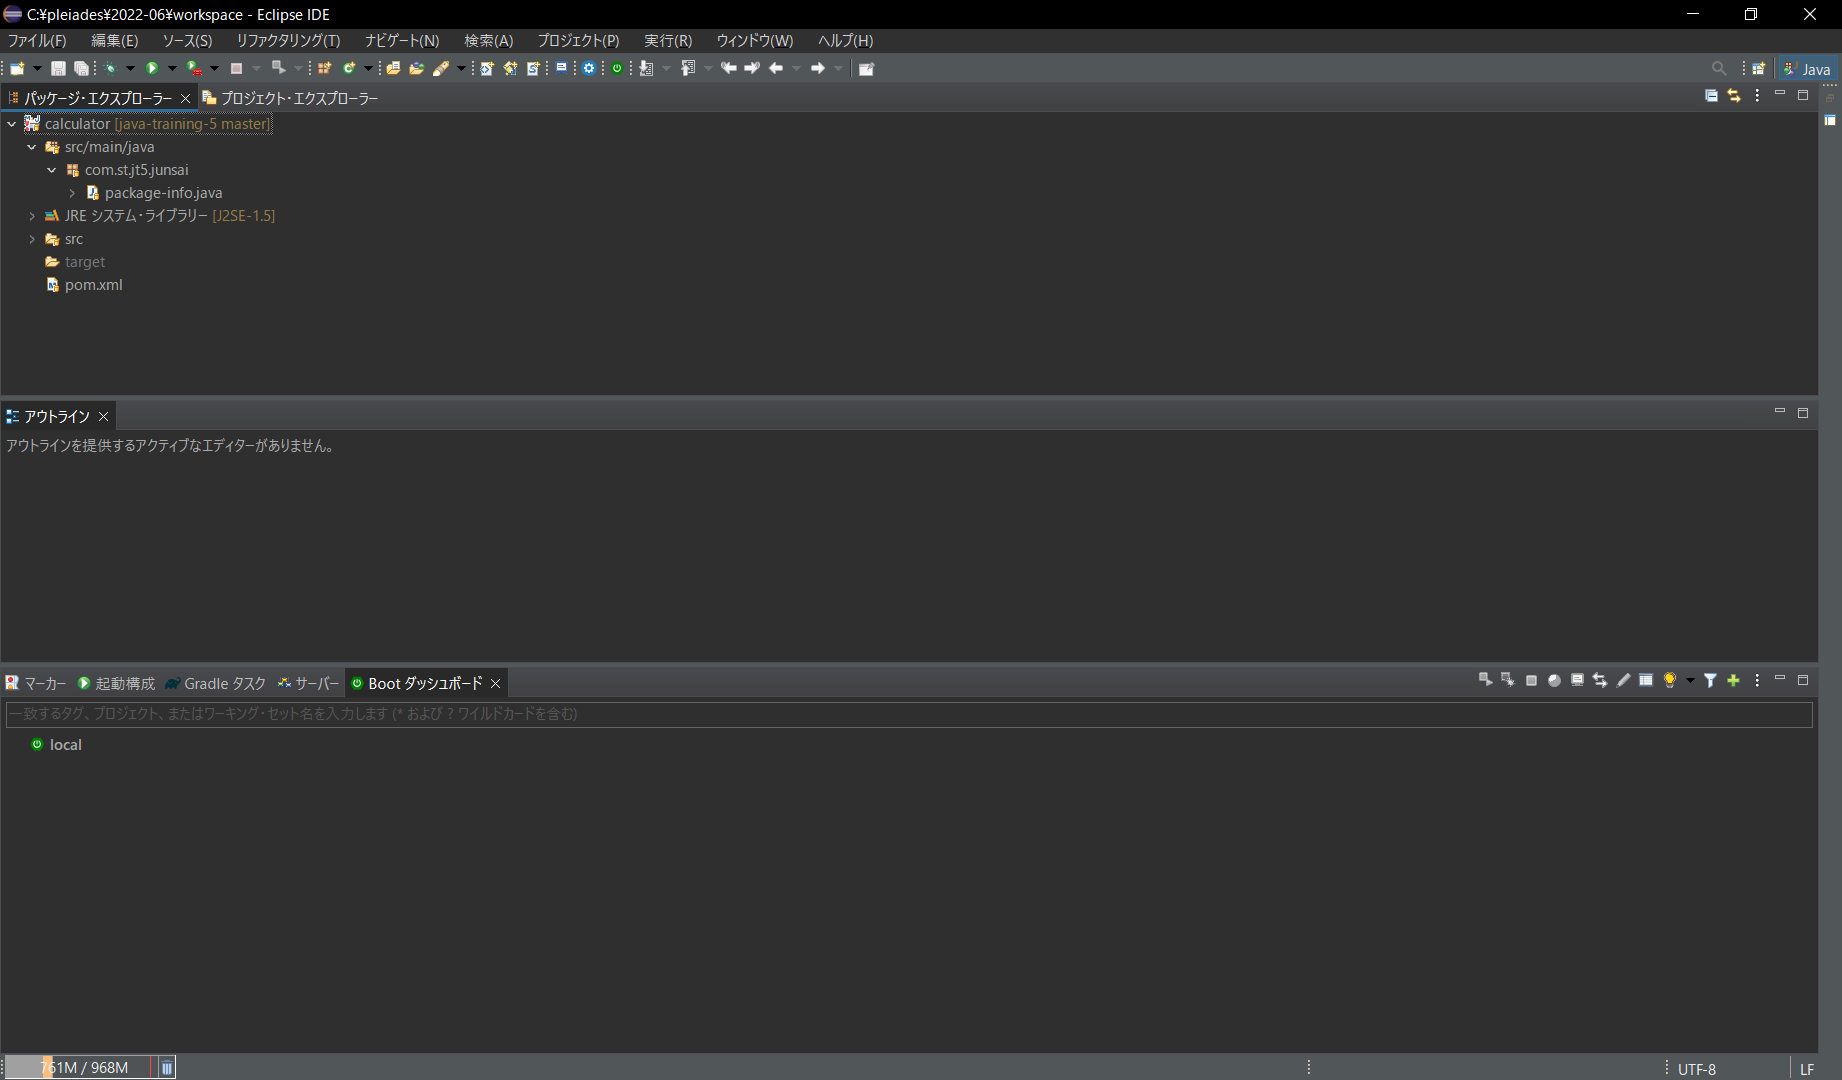 C:¥pleiades¥2022-06¥workspace - Eclipse IDE
ファイル(F) 編集(E) ソース(S) リファクタリング(T) ナビゲート(N) 検索(A) プロジェクト(P) 実行(R) ウィンドウ(W) ヘルプ(H)
Java
パッケージ・エクスプローラー プロジェクト・エクスプローラー
calculator [java-training-5 master]
src/main/java
com.st.jt5.junsai
package-info.java
JRE システム・ライブラリー [J2SE-1.5]
src
target
pom.xml
アウトライン
アウトラインを提供するアクティブなエディターがありません。
マーカー 起動構成 Gradle タスク サーバー Boot ダッシュボード
一致するタグ、プロジェクト、またはワーキング・セット名を入力します (* および ? ワイルドカードを含む)
local
761M / 968M UTF-8 LF